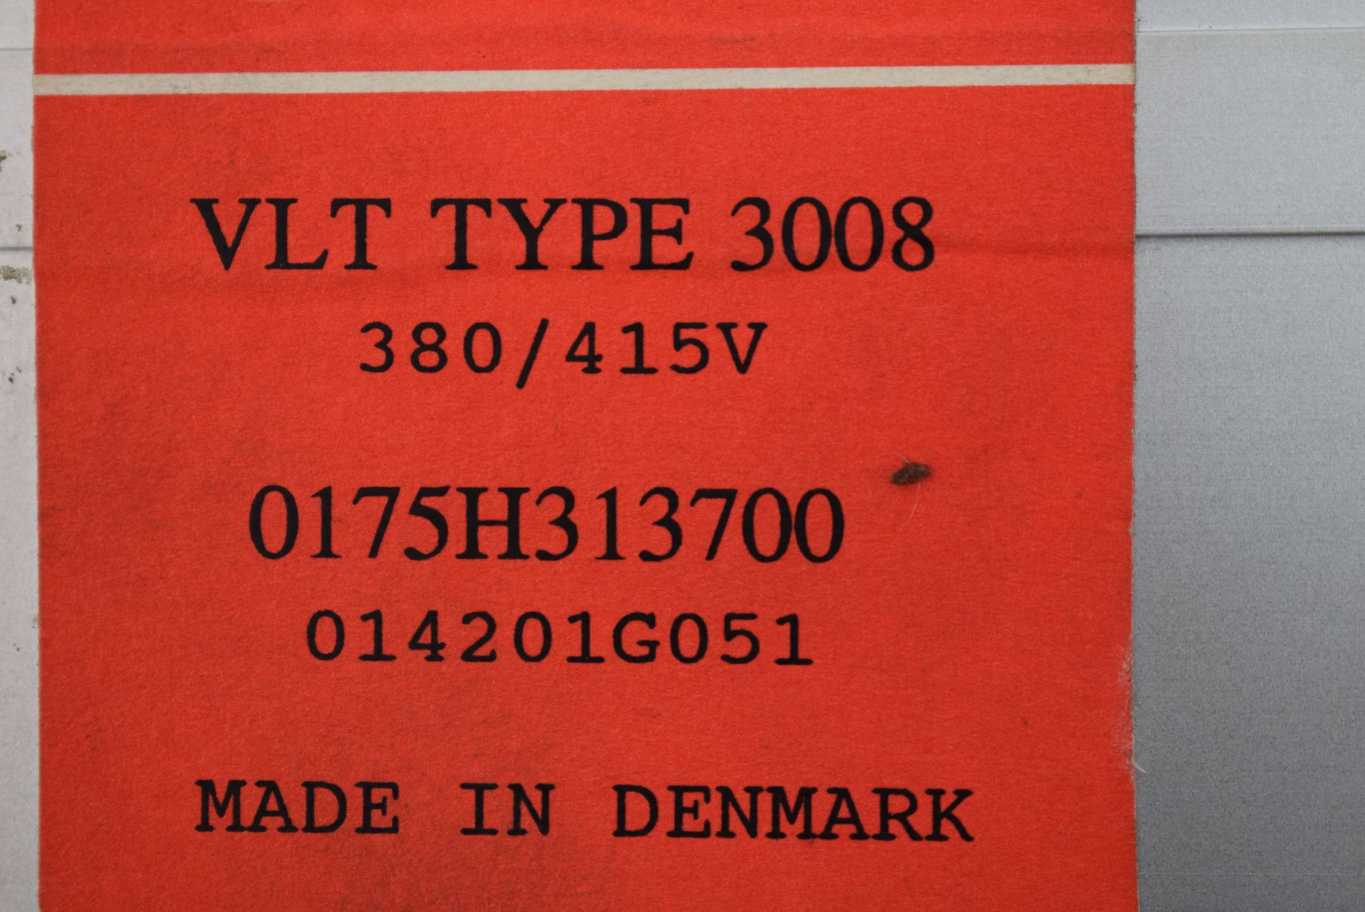 VLT TYPE 3008
380/415V
0175H313700
014201G051
MADE IN DENMARK